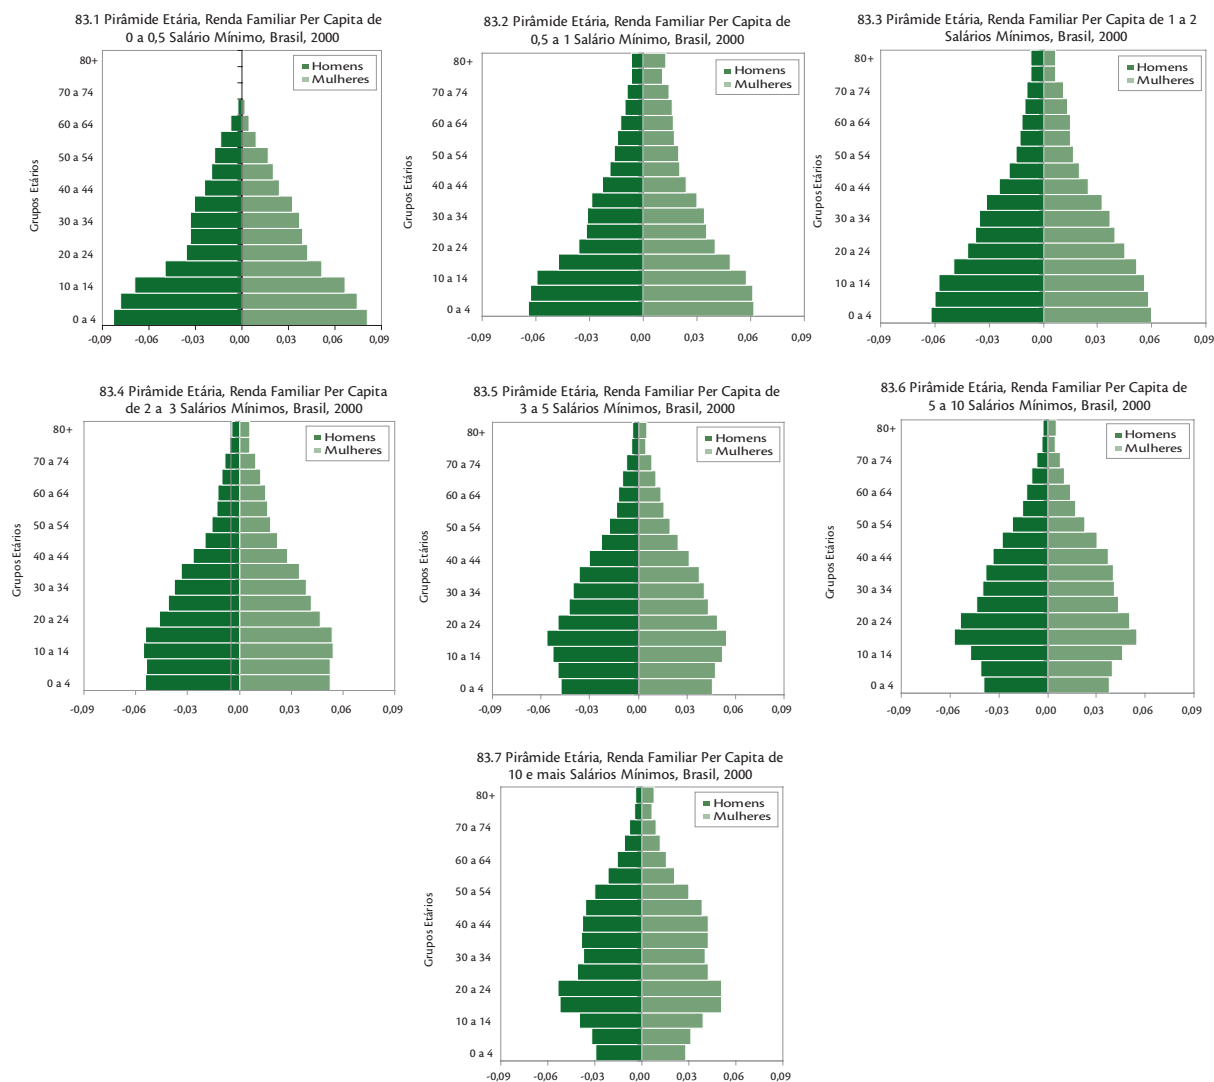 83.1 Pirâmide Etária, Renda Familiar Per Capita de
0 a 0,5 Salário Mínimo, Brasil, 2000
80+
70 a 74
60 a 64
50 a 54
40 a 44
30 a 34
20 a 24
10 a 14
0 a 4
Grupos Etários
Homens
Mulheres
-0,09 -0,06 -0,03 0,00 0,03 0,06 0,09
83.2 Pirâmide Etária, Renda Familiar Per Capita de
0,5 a 1 Salário Mínimo, Brasil, 2000
80+
70 a 74
60 a 64
50 a 54
40 a 44
30 a 34
20 a 24
10 a 14
0 a 4
Grupos Etários
Homens
Mulheres
-0,09 -0,06 -0,03 0,00 0,03 0,06 0,09
83.3 Pirâmide Etária, Renda Familiar Per Capita de 1 a 2
Salários Mínimos, Brasil, 2000
80+
70 a 74
60 a 64
50 a 54
40 a 44
30 a 34
20 a 24
10 a 14
0 a 4
Grupos Etários
Homens
Mulheres
-0,09 -0,06 -0,03 0,00 0,03 0,06 0,09
83.4 Pirâmide Etária, Renda Familiar Per Capita
de 2 a 3 Salários Mínimos, Brasil, 2000
80+
70 a 74
60 a 64
50 a 54
40 a 44
30 a 34
20 a 24
10 a 14
0 a 4
Grupos Etários
Homens
Mulheres
-0,09 -0,06 -0,03 0,00 0,03 0,06 0,09
83.5 Pirâmide Etária, Renda Familiar Per Capita de
3 a 5 Salários Mínimos, Brasil, 2000
80+
70 a 74
60 a 64
50 a 54
40 a 44
30 a 34
20 a 24
10 a 14
0 a 4
Grupos Etários
Homens
Mulheres
-0,09 -0,06 -0,03 0,00 0,03 0,06 0,09
83.6 Pirâmide Etária, Renda Familiar Per Capita de
5 a 10 Salários Mínimos, Brasil, 2000
80+
70 a 74
60 a 64
50 a 54
40 a 44
30 a 34
20 a 24
10 a 14
0 a 4
Grupos Etários
Homens
Mulheres
-0,09 -0,06 -0,03 0,00 0,03 0,06 0,09
83.7 Pirâmide Etária, Renda Familiar Per Capita de
10 e mais Salários Mínimos, Brasil, 2000
80+
70 a 74
60 a 64
50 a 54
40 a 44
30 a 34
20 a 24
10 a 14
0 a 4
Grupos Etários
Homens
Mulheres
-0,09 -0,06 -0,03 0,00 0,03 0,06 0,09